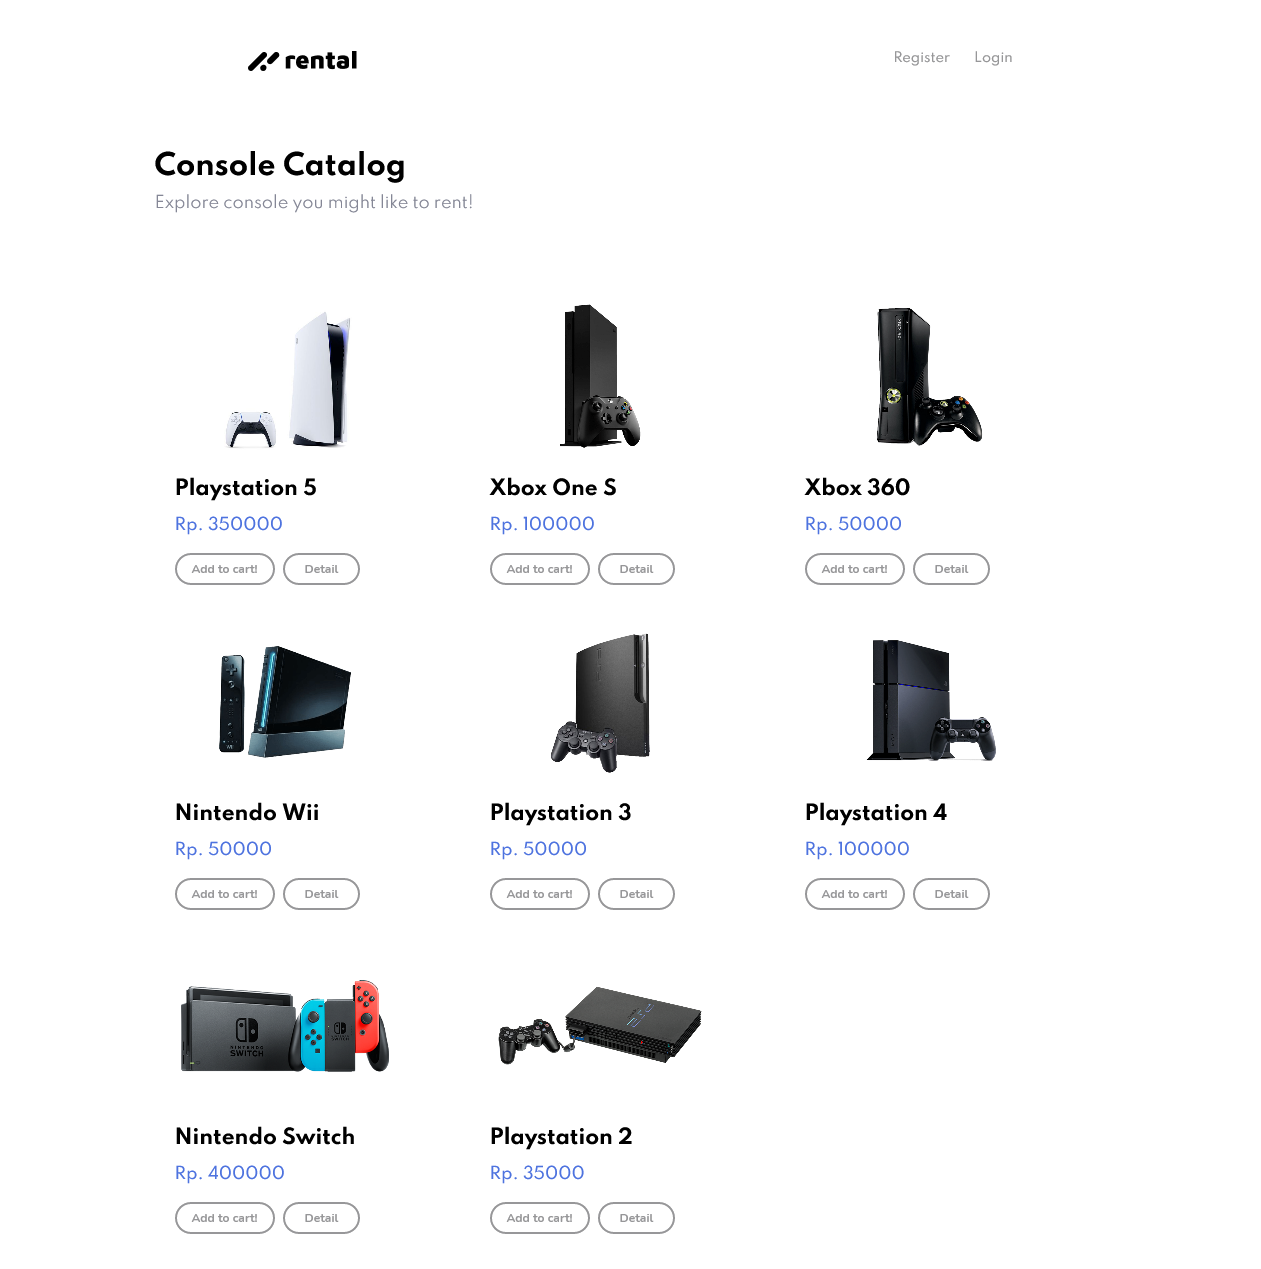 rental
Register Login
Console Catalog
Explore console you might like to rent!
Playstation 5
Rp. 350000
Add to cart! Detail
Xbox One S
Rp. 100000
Add to cart! Detail
Xbox 360
Rp. 50000
Add to cart! Detail
Nintendo Wii
Rp. 50000
Add to cart! Detail
Playstation 3
Rp. 50000
Add to cart! Detail
Playstation 4
Rp. 100000
Add to cart! Detail
NINTENDO
SWITCH
Nintendo Switch
Rp. 400000
Add to cart! Detail
Playstation 2
Rp. 35000
Add to cart! Detail